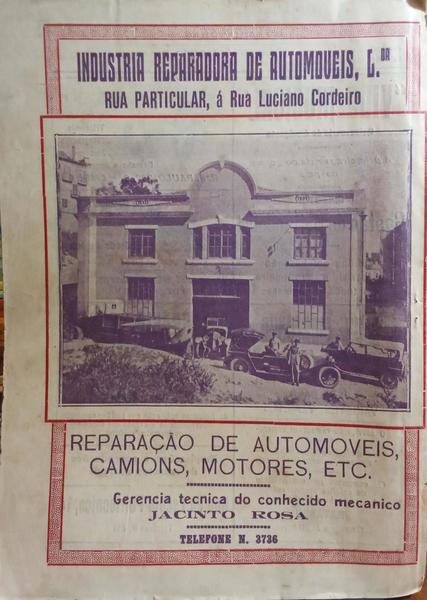 INDUSTRIA REPARADORA DE AUTOMOVEIS, L.DA
RUA PARTICULAR, á Rua Luciano Cordeiro
REPARAÇÃO DE AUTOMOVEIS,
CAMIONS, MOTORES, ETC.
Gerencia tecnica do conhecido mecanico
JACINTO ROSA
TELEFONE N. 3736